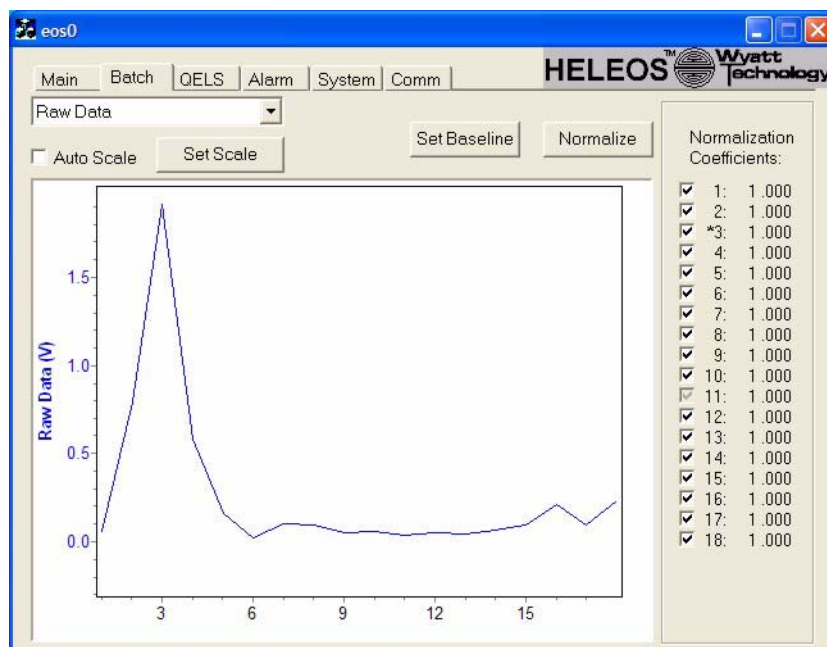 eos0
Main Batch QELS Alarm System Comm
HELEOS™ Wyatt Technology
Raw Data
Auto Scale
Set Scale
Set Baseline
Normalize
Raw Data (V)
1.5
1.0
0.5
0.0
3 6 9 12 15
Normalization
Coefficients:
1: 1 .000
2: 1 .000
*3: 1 .000
4: 1 .000
5: 1 .000
6: 1 .000
7: 1 .000
8: 1 .000
9: 1 .000
10: 1 .000
11: 1 .000
12: 1 .000
13: 1 .000
14: 1 .000
15: 1 .000
16: 1 .000
17: 1 .000
18: 1 .000